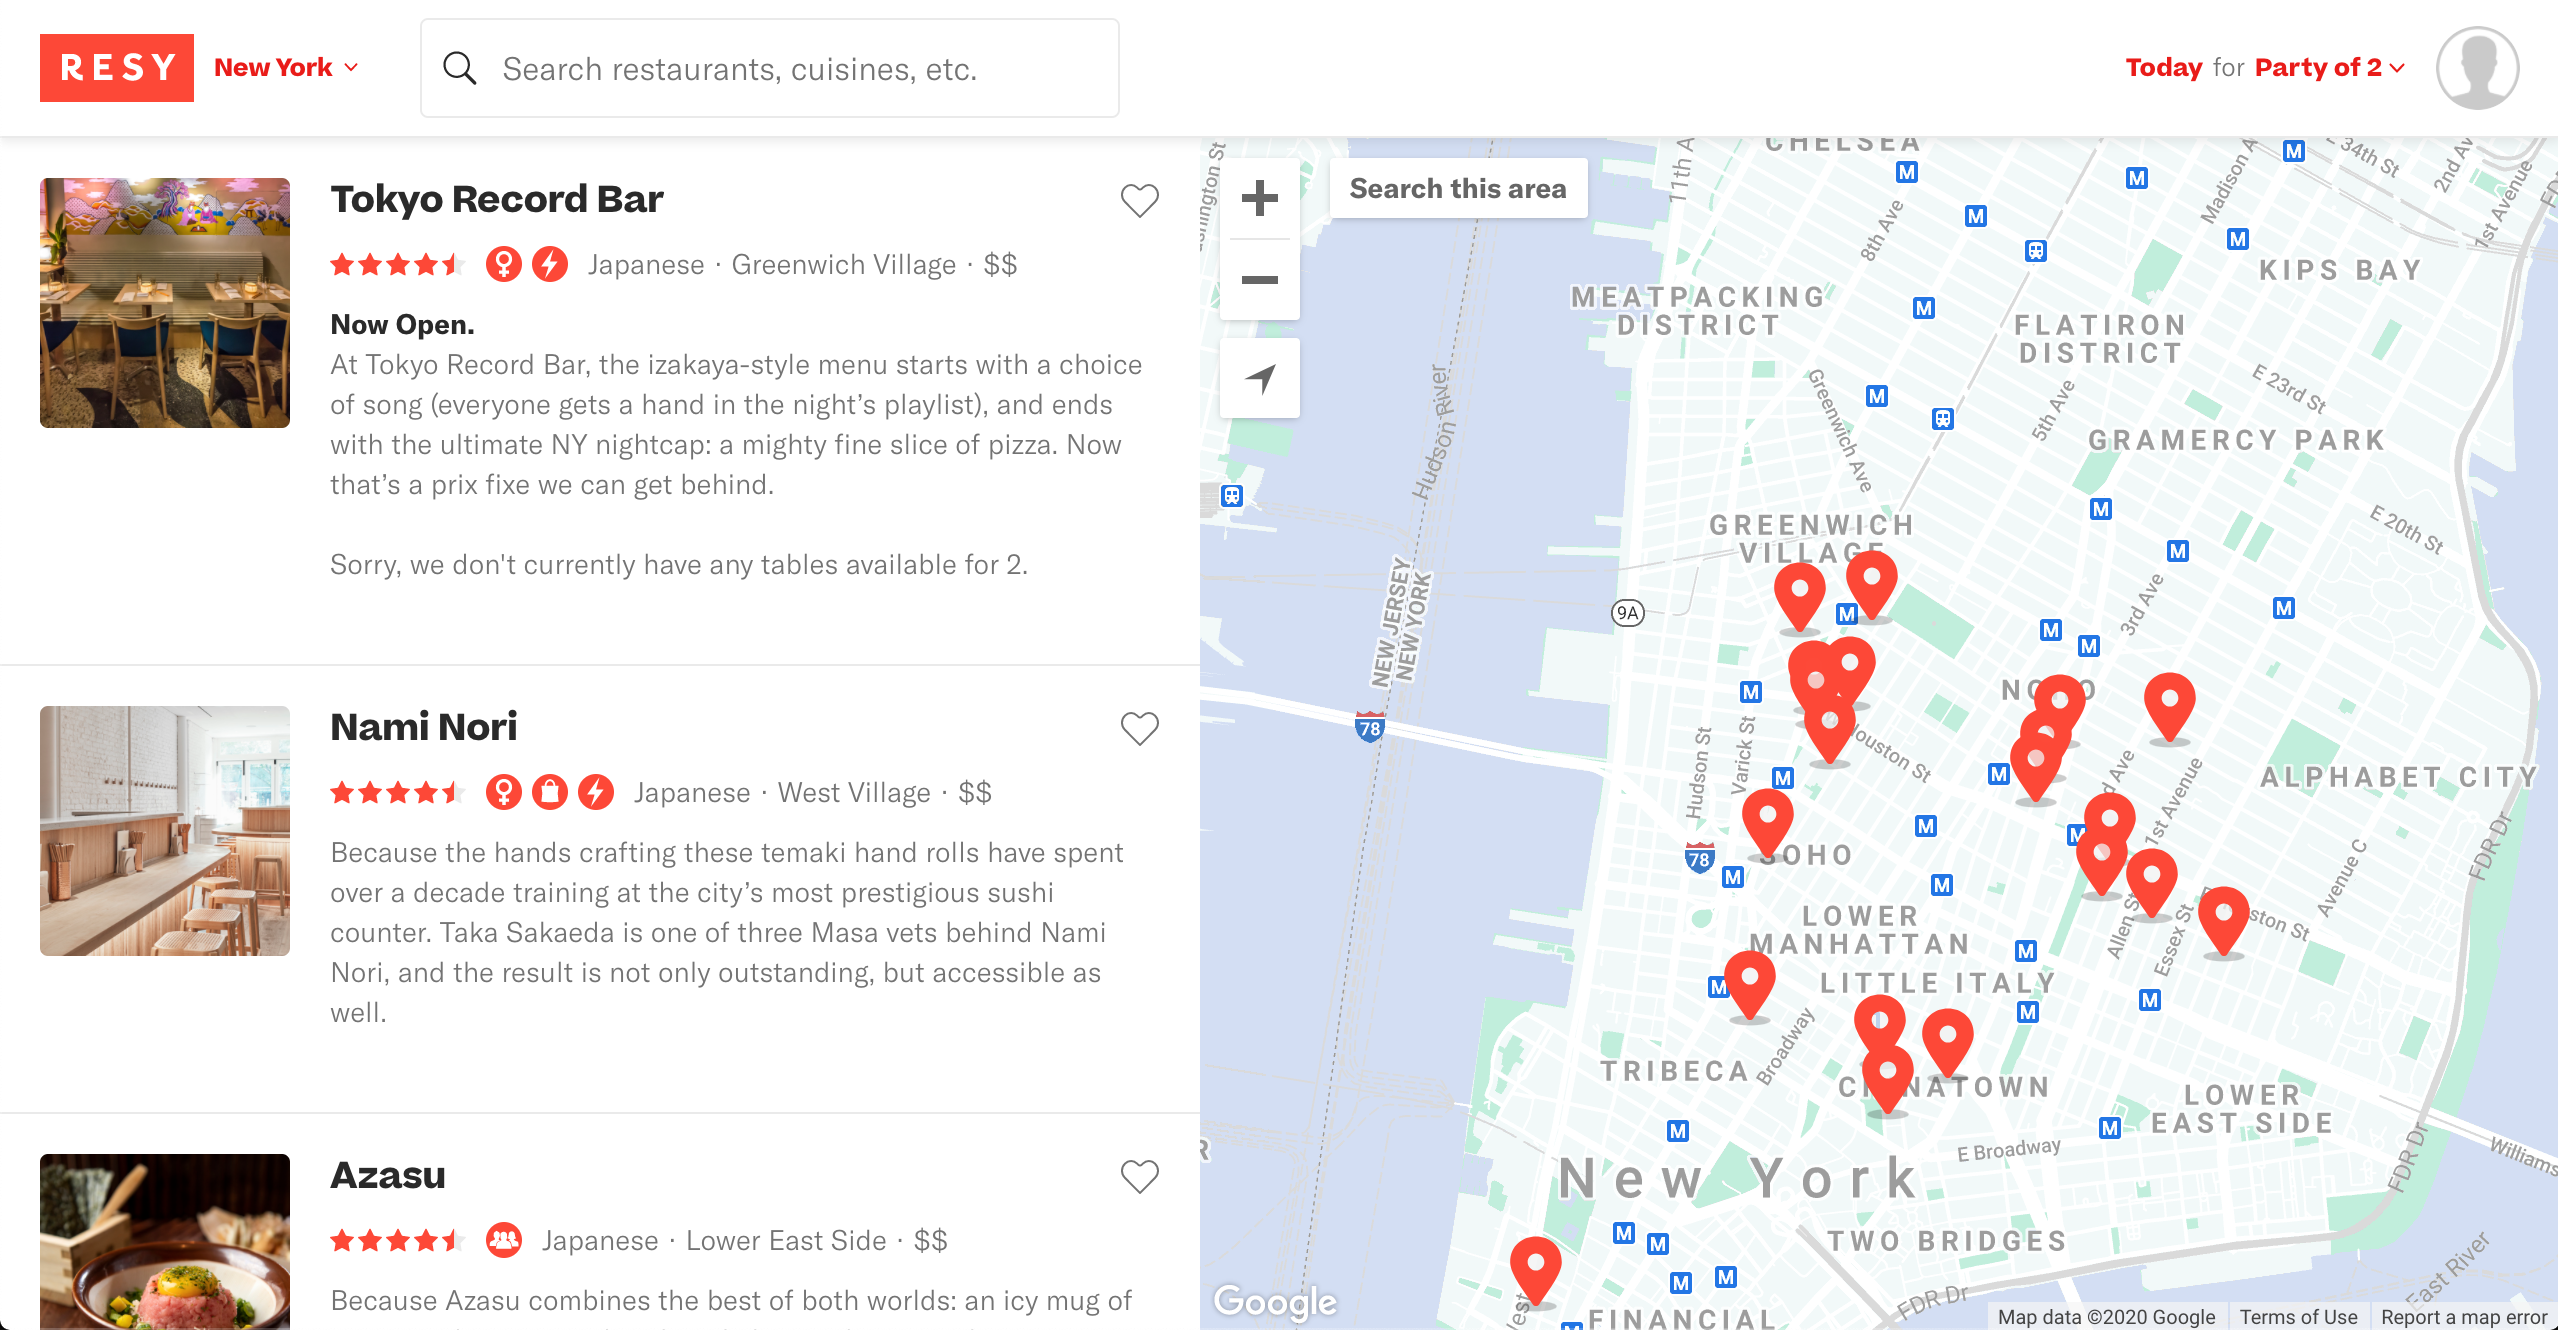 RESY
New York
Search restaurants, cuisines, etc.
Today for Party of 2
Tokyo Record Bar
Japanese · Greenwich Village · $$
Now Open.
At Tokyo Record Bar, the izakaya-style menu starts with a choice
of song (everyone gets a hand in the night’s playlist), and ends
with the ultimate NY nightcap: a mighty fine slice of pizza. Now
that’s a prix fixe we can get behind.
Sorry, we don't currently have any tables available for 2.
Nami Nori
Japanese · West Village · $$
Because the hands crafting these temaki hand rolls have spent
over a decade training at the city’s most prestigious sushi
counter. Taka Sakaeda is one of three Masa vets behind Nami
Nori, and the result is not only outstanding, but accessible as
well.
Azasu
Japanese · Lower East Side · $$
Because Azasu combines the best of both worlds: an icy mug of
Search this area
CHELSEA
11th A
8th Ave
Madison A
E 34th St
2nd Av
1st Avenue
KIPS BAY
MEATPACKING
DISTRICT
FLATIRON
DISTRICT
Hudson River
Greenwich Ave
5th Ave
E 23rd St
GRAMERCY PARK
E 20th St
GREENWICH
VILLAGE
NEW JERSEY
NEW YORK
9A
3rd Ave
78
Hudson St
Varick St
ouston St
d Ave
1st Avenue
ALPHABET CITY
FDR Dr
78
SOHO
Avenue C
LOWER
MANHATTAN
Allen St
Essex St
ston St
LITTLE ITALY
TRIBECA
Broadway
CHINATOWN
LOWER
EAST SIDE
E Broadway
FDR Dr
Williams
New York
TWO BRIDGES
East River
FDR Dr
FINANCIAL
Google
Map data ©2020 Google
Terms of Use
Report a map error